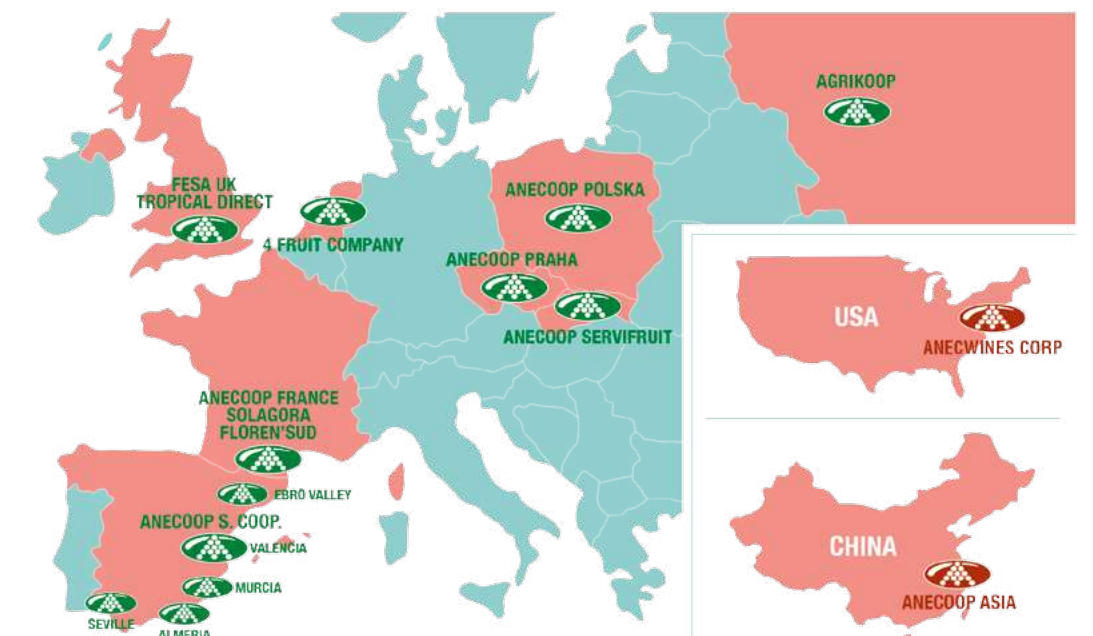 AGRIKOOP
FESA UK
TROPICAL DIRECT
ANECOOP POLSKA
4 FRUIT COMPANY
ANECOOP PRAHA
ANECOOP SERVIFRUIT
USA
ANECWINES CORP
ANECOOP FRANCE
SOLAGORA
FLOREN'SUD
EBRO VALLEY
ANECOOP S. COOP.
VALENCIA
CHINA
MURCIA
ANECOOP ASIA
SEVILLE
ALMERIA